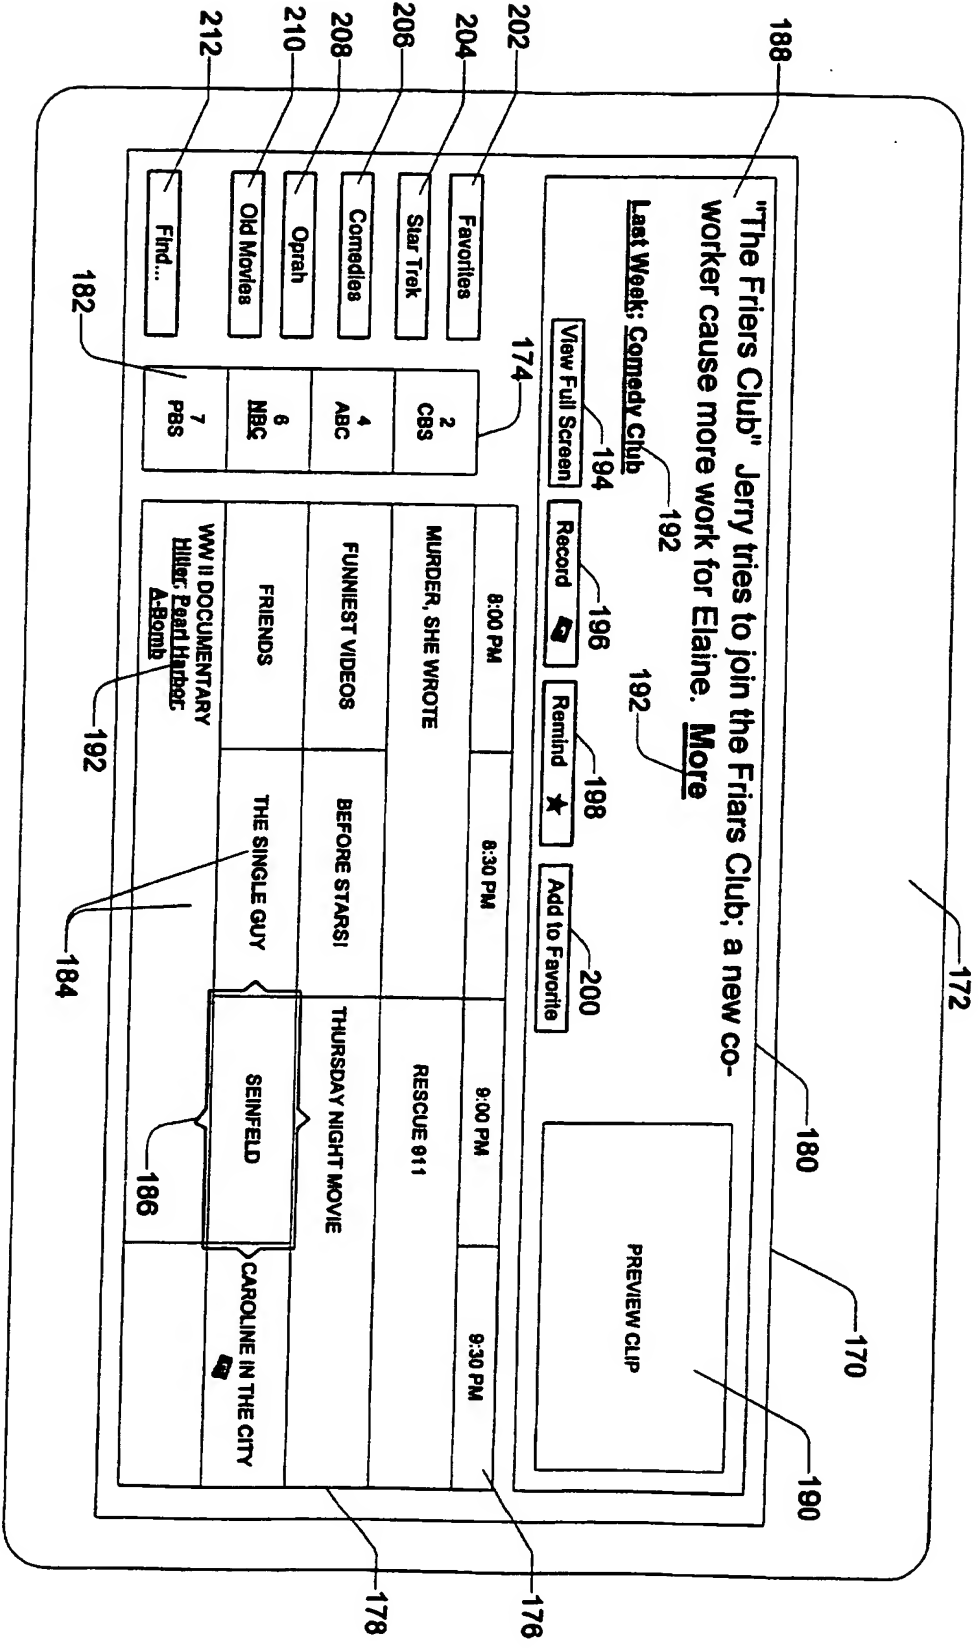 172
170
180
190
188
"The Friers Club" Jerry tries to join the Friars Club; a new co-
worker cause more work for Elaine. More
192
Last Week; Comedy Club
192
PREVIEW CLIP
View Full Screen
Record
Remind ★
Add to Favorite
194
196
198
200
202
204
206
208
210
212
Favorites
Star Trek
Comedies
Oprah
Old Movies
Find...
174
2
CBS
4
ABC
6
NBC
7
PBS
182
8:00 PM
8:30 PM
9:00 PM
9:30 PM
176
MURDER, SHE WROTE
RESCUE 911
FUNNIEST VIDEOS
BEFORE STARS!
THURSDAY NIGHT MOVIE
178
FRIENDS
THE SINGLE GUY
SEINFELD
CAROLINE IN THE CITY
WW II DOCUMENTARY
Hitler; Pearl Harbor;
A-Bomb
192
184
186